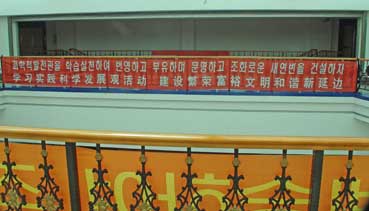 과학적발전관을 학습실천하여 번영하고 부유하며 문명하고 조화로운 새연변을 건설하자
学习实践科学发展观活动 建设繁荣富裕文明和谐新延边